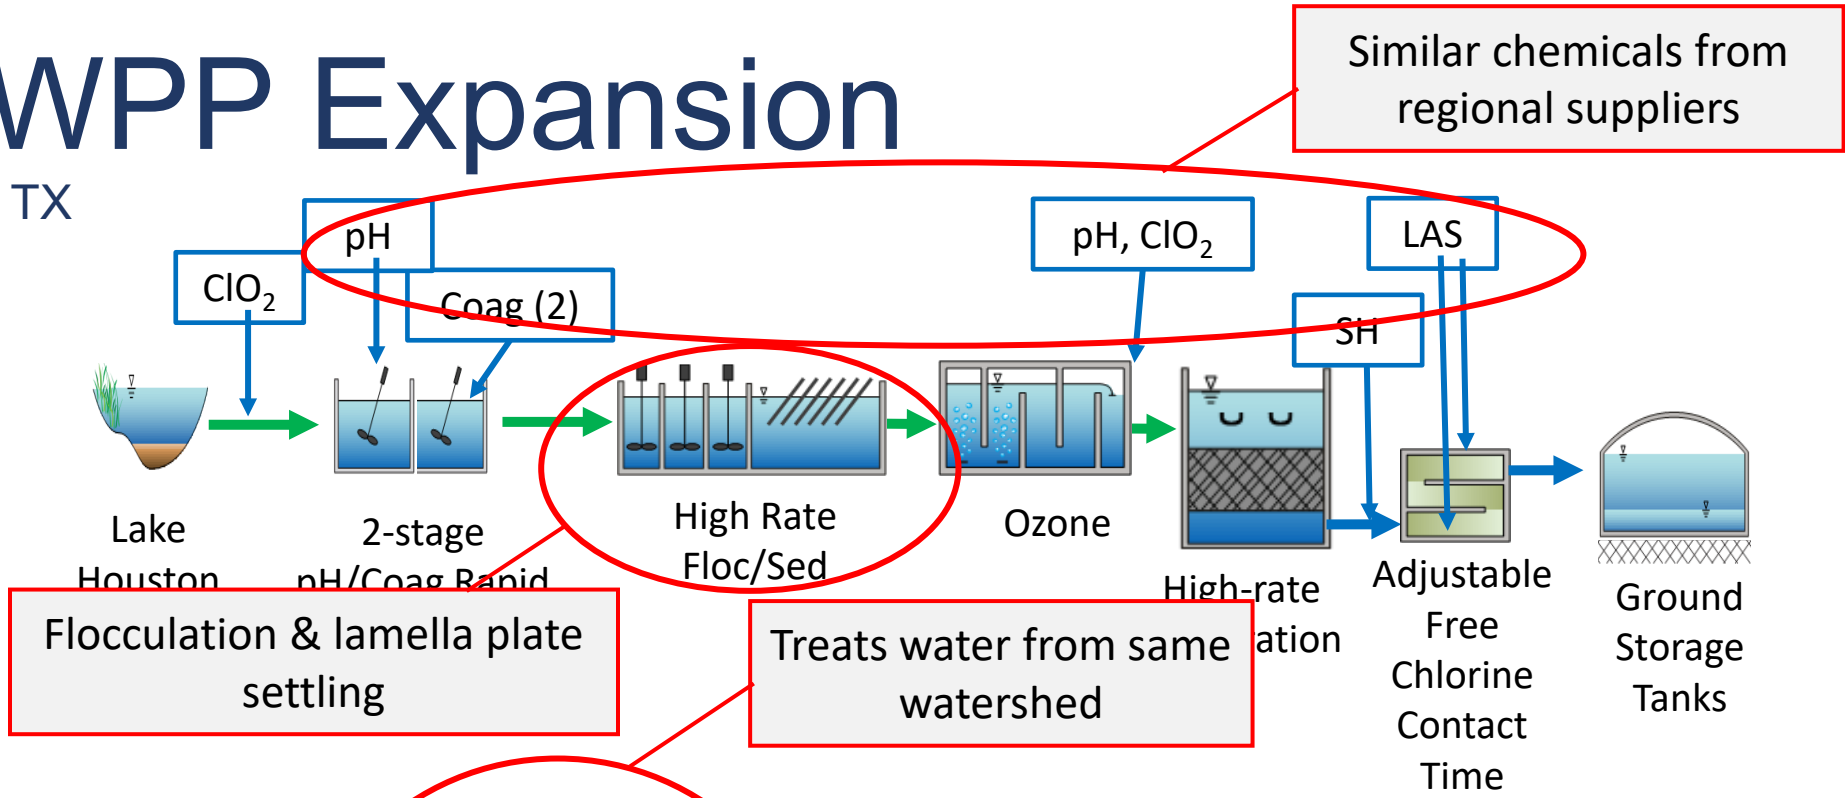 WPP Expansion
TX
Similar chemicals from
regional suppliers
pH
ClO₂
Coag (2)
pH, ClO₂
LAS
SH
Lake
Houston
2-stage
pH/Coag Rapid
High Rate
Floc/Sed
Ozone
High-rate
ration
Adjustable
Free
Chlorine
Contact
Time
Ground
Storage
Tanks
Flocculation & lamella plate
settling
Treats water from same
watershed